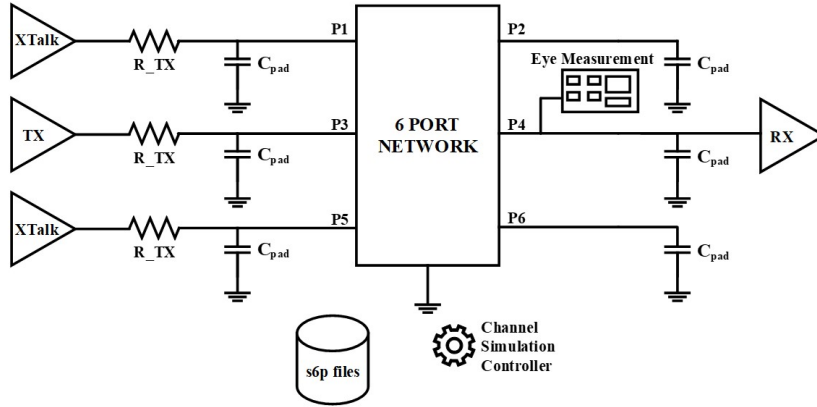 XTalk
R_TX
Cpad
P1
P2
Cpad
Eye Measurement
TX
R_TX
Cpad
P3
6 PORT
NETWORK
P4
Cpad
RX
XTalk
R_TX
Cpad
P5
P6
Cpad
s6p files
Channel
Simulation
Controller